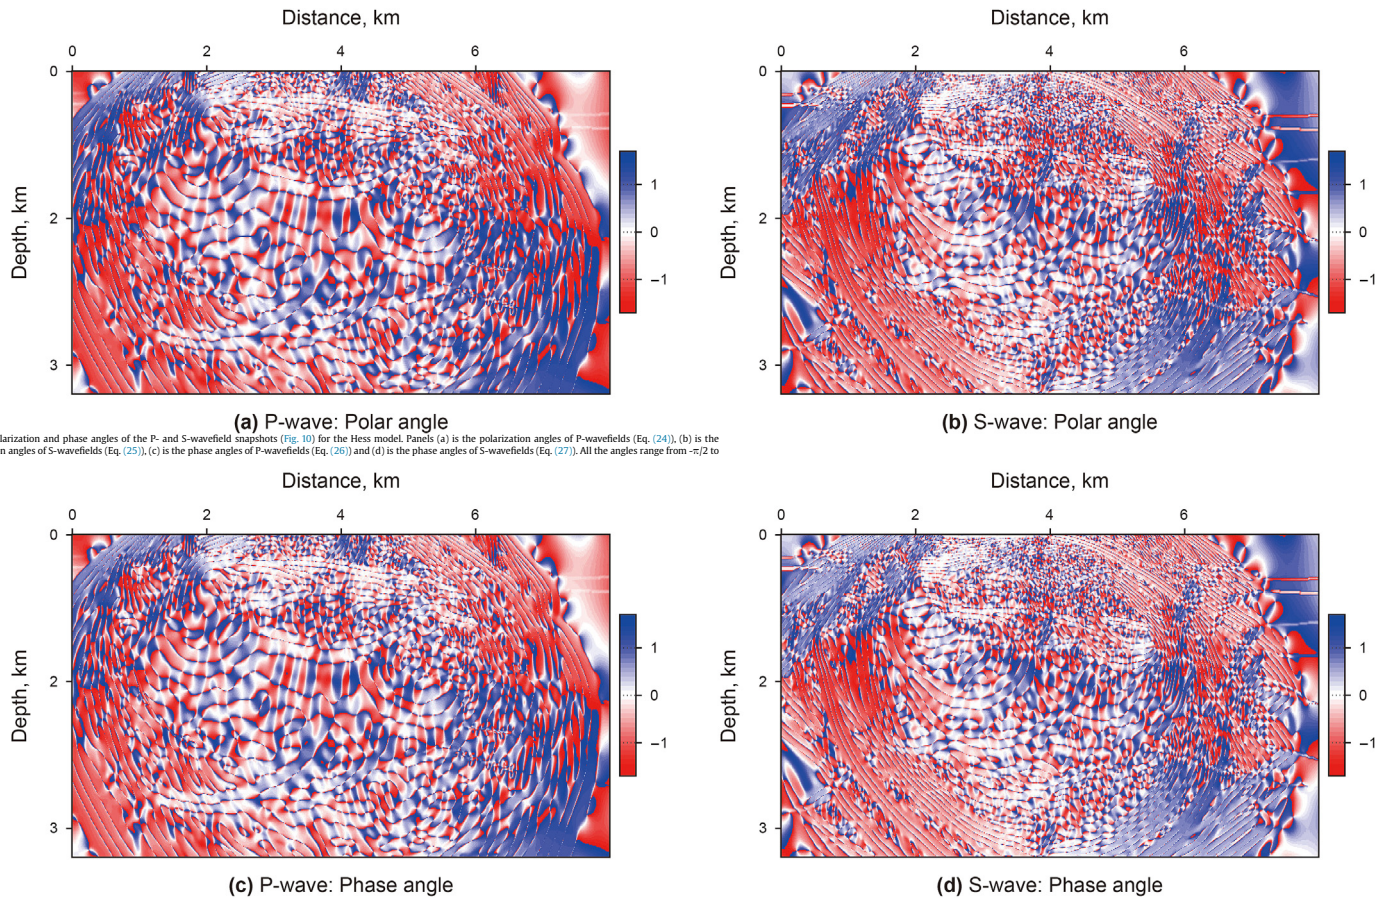 Distance, km
0 2 4 6
0
1
2
0
Depth, km
−1
3
(a) P-wave: Polar angle
Distance, km
0 2 4 6
0
1
2
0
Depth, km
−1
3
(b) S-wave: Polar angle
larization and phase angles of the P- and S-wavefield snapshots (Fig. 10) for the Hess model. Panels (a) is the polarization angles of P-wavefields (Eq. (24)), (b) is the
n angles of S-wavefields (Eq. (25)), (c) is the phase angles of P-wavefields (Eq. (26)) and (d) is the phase angles of S-wavefields (Eq. (27)). All the angles range from -π/2 to
Distance, km
0 2 4 6
0
1
2
0
Depth, km
−1
3
(c) P-wave: Phase angle
Distance, km
0 2 4 6
0
1
2
0
Depth, km
−1
3
(d) S-wave: Phase angle